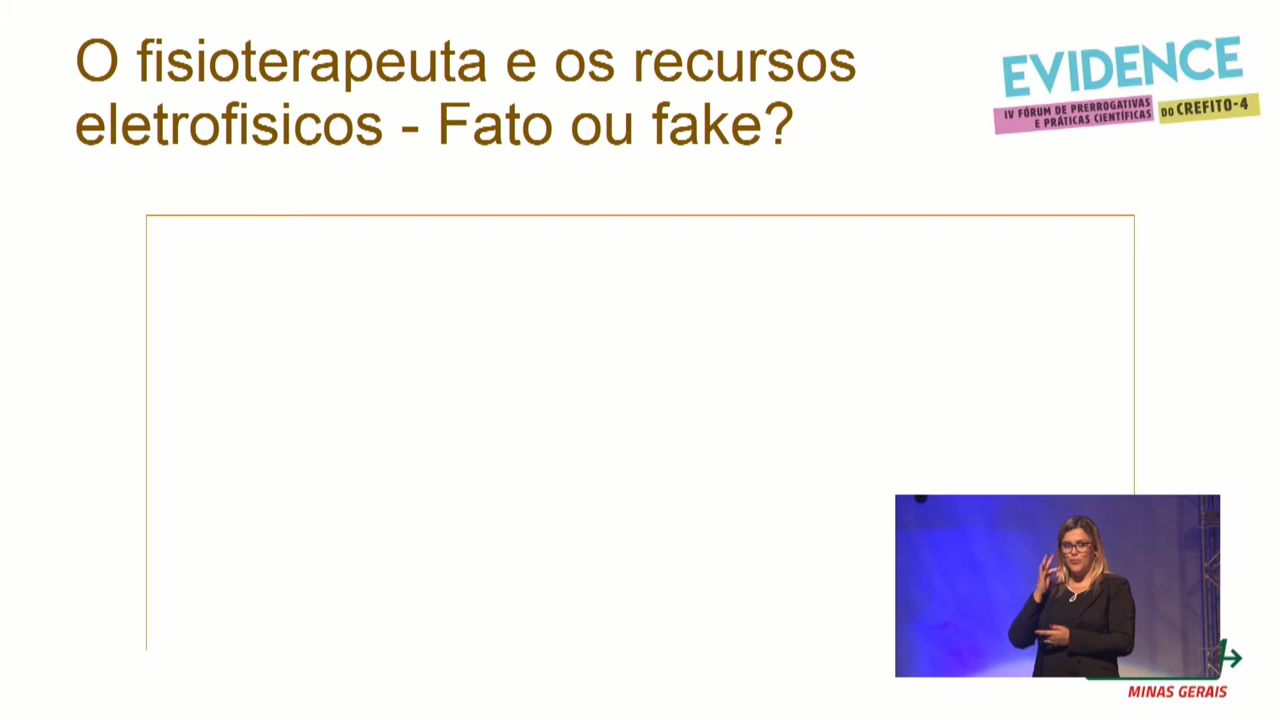 O fisioterapeuta e os recursos
eletrofisicos - Fato ou fake?
EVIDENCE
IV FÓRUM DE PRERROGATIVAS
E PRÁTICAS CIENTÍFICAS
DO CREFITO-4
MINAS GERAIS